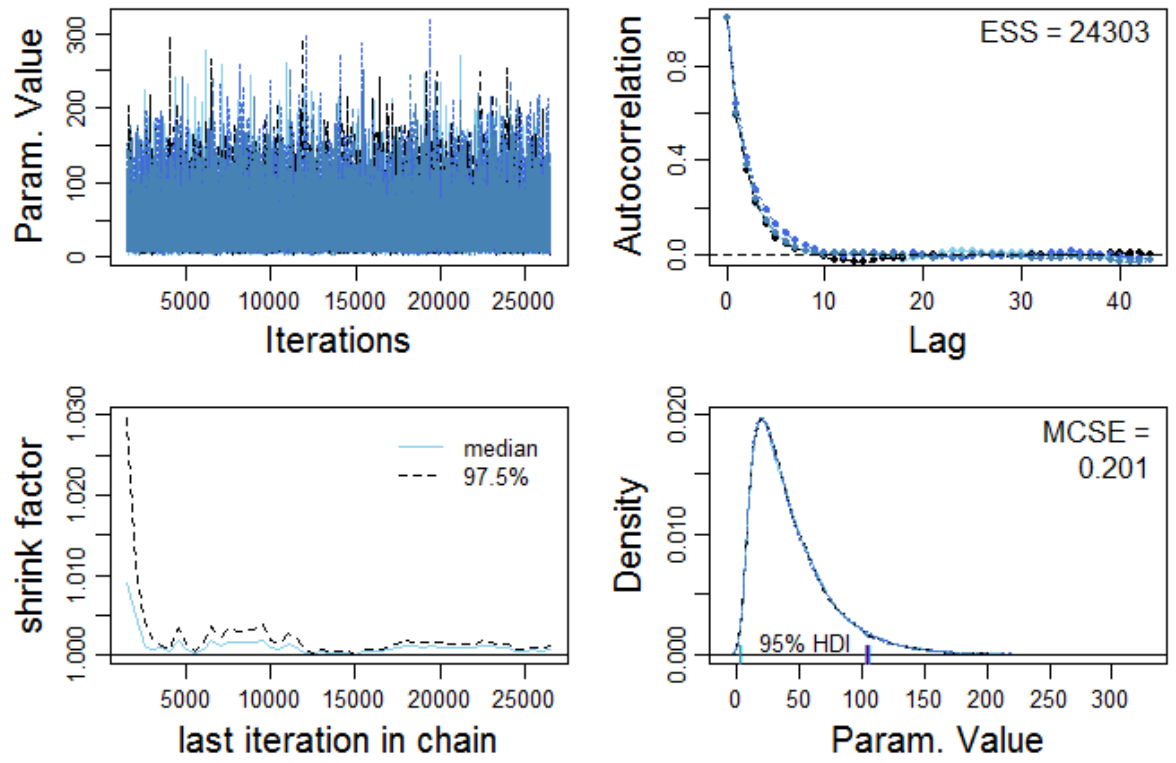 Param. Value
300
200
100
50
0
5000 10000 15000 20000 25000
Iterations
Autocorrelation
0.8
0.4
0.0
ESS = 24303
0 10 20 30 40
Lag
shrink factor
1.030
1.020
1.010
1.000
median
97.5%
5000 10000 15000 20000 25000
last iteration in chain
Density
0.020
0.010
0.000
MCSE =
0.201
95% HDI
0 50 100 150 200 250 300
Param. Value